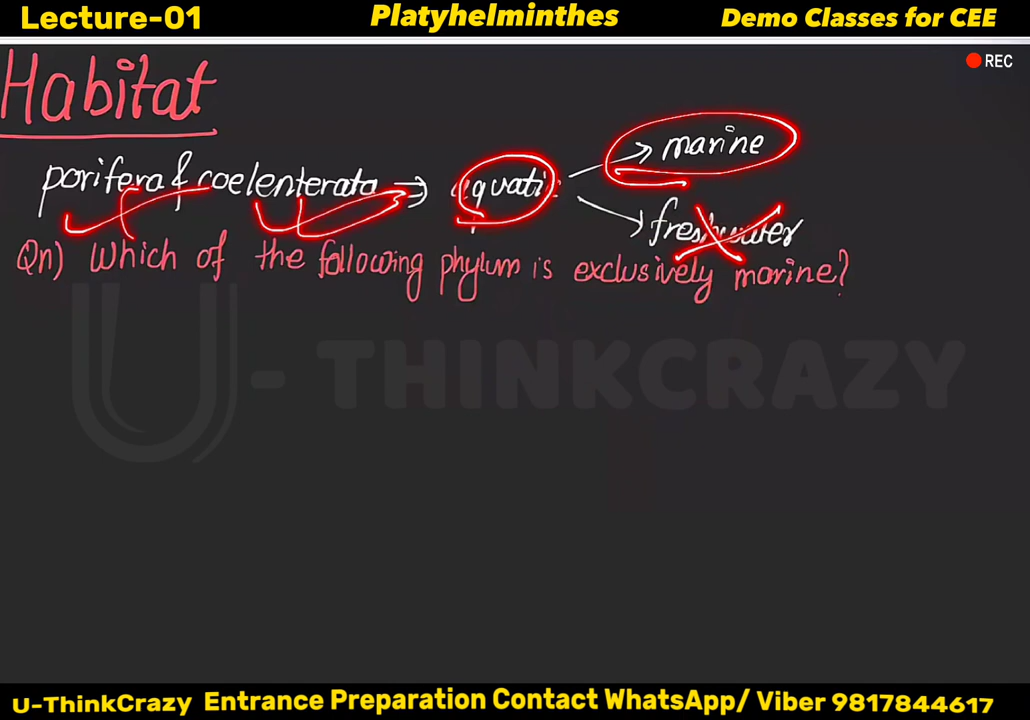 Lecture-01 Platyhelminthes Demo Classes for CEE
REC
Habitat
porifera & coelenterata ⇒ aquatic → marine
→ freshwater
Qn) Which of the following phylum is exclusively marine?
U-THINKCRAZY
U-ThinkCrazy Entrance Preparation Contact WhatsApp/ Viber 9817844617